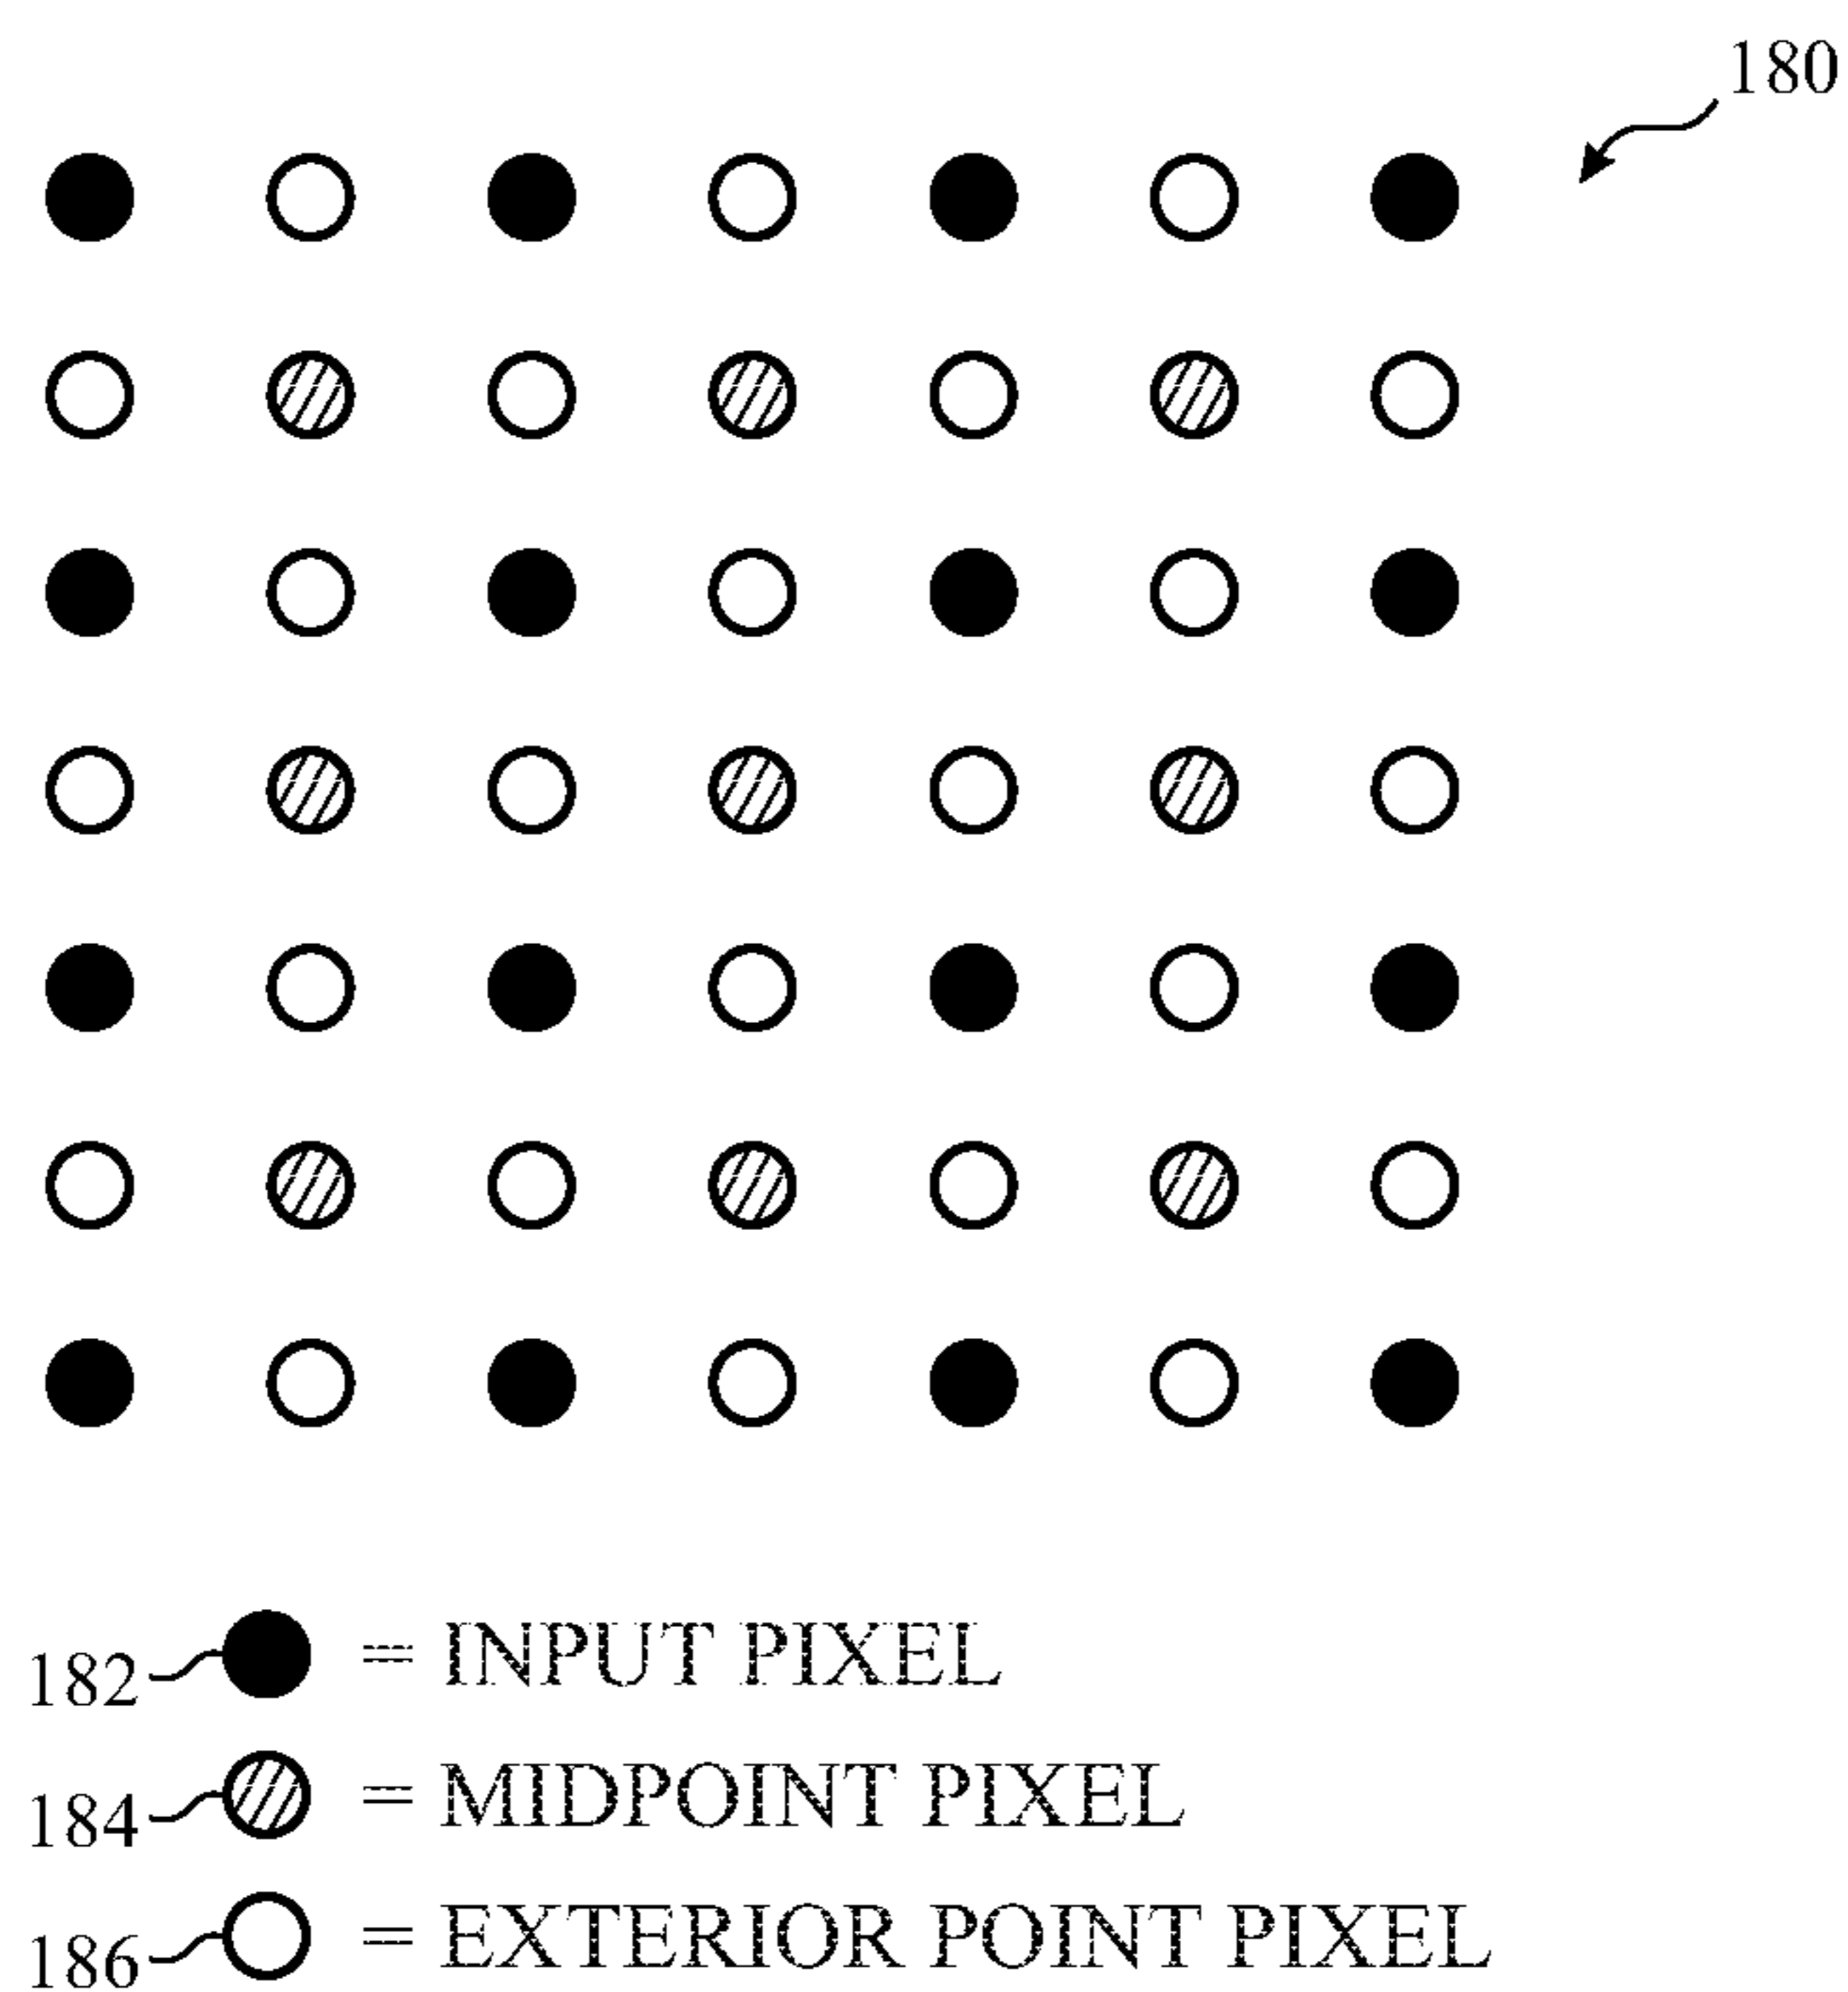 180
182 = INPUT PIXEL
184 = MIDPOINT PIXEL
186 = EXTERIOR POINT PIXEL